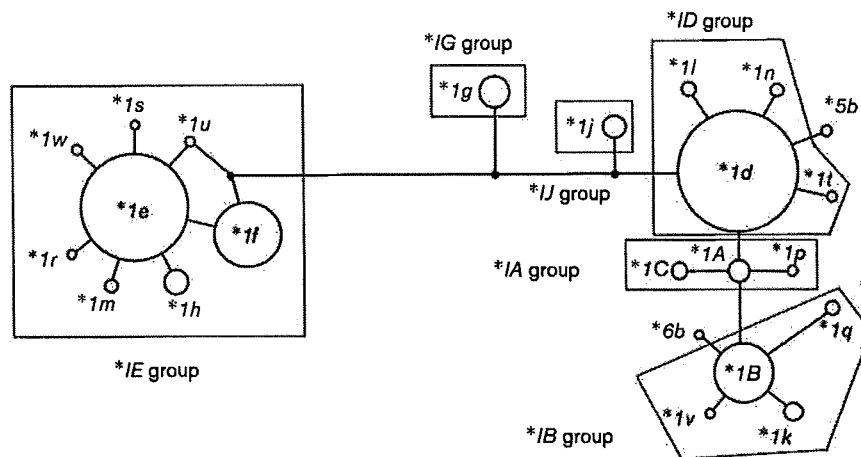 *ID group
*IG group
*1l
*1n
*1g
*5b
*1s
*1u
*1w
*1j
*1d
*1t
*IJ group
*1e
*1f
*1r
*1m
*1h
*IA group
*1C
*1A
*1p
*IE group
*6b
*1q
*1B
*1v
*1k
*IB group